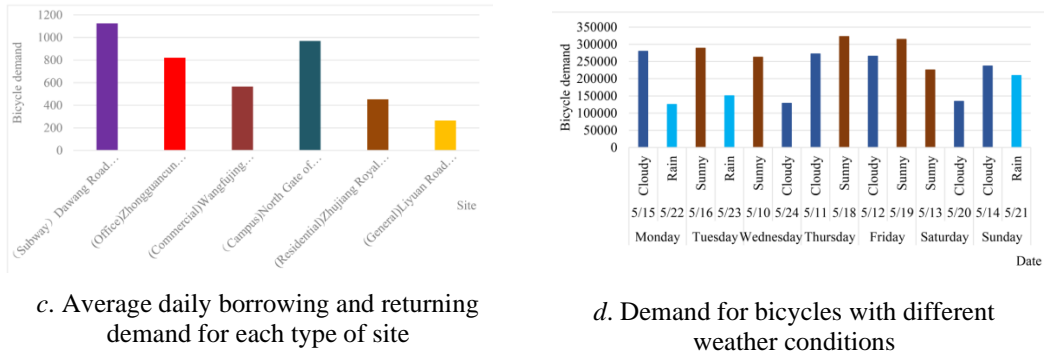 1200
1000
800
600
400
200
0
Bicycle demand
(Subway) Dawang Road…
(Office)Zhongguancun…
(Commercial)Wangfujing…
(Campus)North Gate of…
(Residential)Zhujiang Royal…
(General)Liyuan Road…
Site
c. Average daily borrowing and returning
demand for each type of site
350000
300000
250000
200000
150000
100000
50000
0
Bicycle demand
Cloudy Rain Sunny Rain Sunny Cloudy Cloudy Sunny Cloudy Sunny Sunny Cloudy Cloudy Rain
5/15 5/22 5/16 5/23 5/10 5/24 5/11 5/18 5/12 5/19 5/13 5/20 5/14 5/21
Monday Tuesday Wednesday Thursday Friday Saturday Sunday
Date
d. Demand for bicycles with different
weather conditions